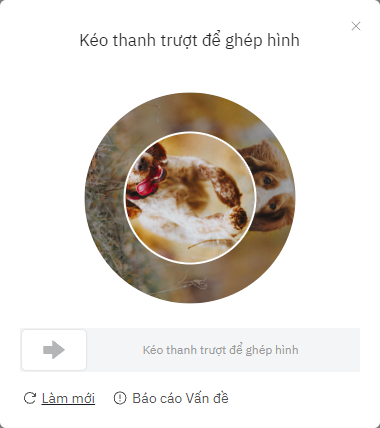 Kéo thanh trượt để ghép hình
Kéo thanh trượt để ghép hình
Làm mới
Báo cáo Vấn đề